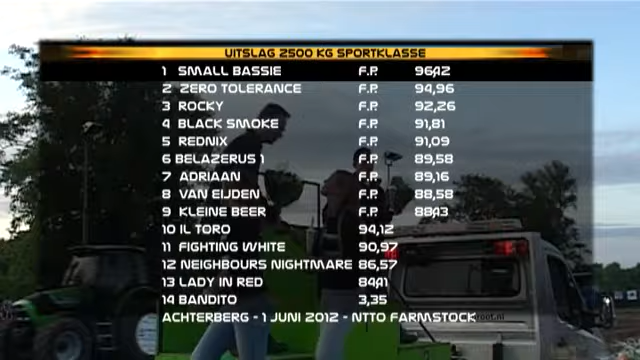 UITSLAG 2500 KG SPORTKLASSE
1 SMALL BASSIE F.P. 96,42
2 ZERO TOLERANCE F.P. 94,96
3 ROCKY F.P. 92,26
4 BLACK SMOKE F.P. 91,81
5 REDNIX F.P. 91,09
6 BELAZERUS 1 F.P. 89,58
7 ADRIAAN F.P. 89,16
8 VAN EIJDEN F.P. 88,58
9 KLEINE BEER F.P. 88,43
10 IL TORO 94,12
11 FIGHTING WHITE 90,97
12 NEIGHBOURS NIGHTMARE 86,57
13 LADY IN RED 84,41
14 BANDITO 3,35
ACHTERBERG - 1 JUNI 2012 - NTTO FARMSTOCK